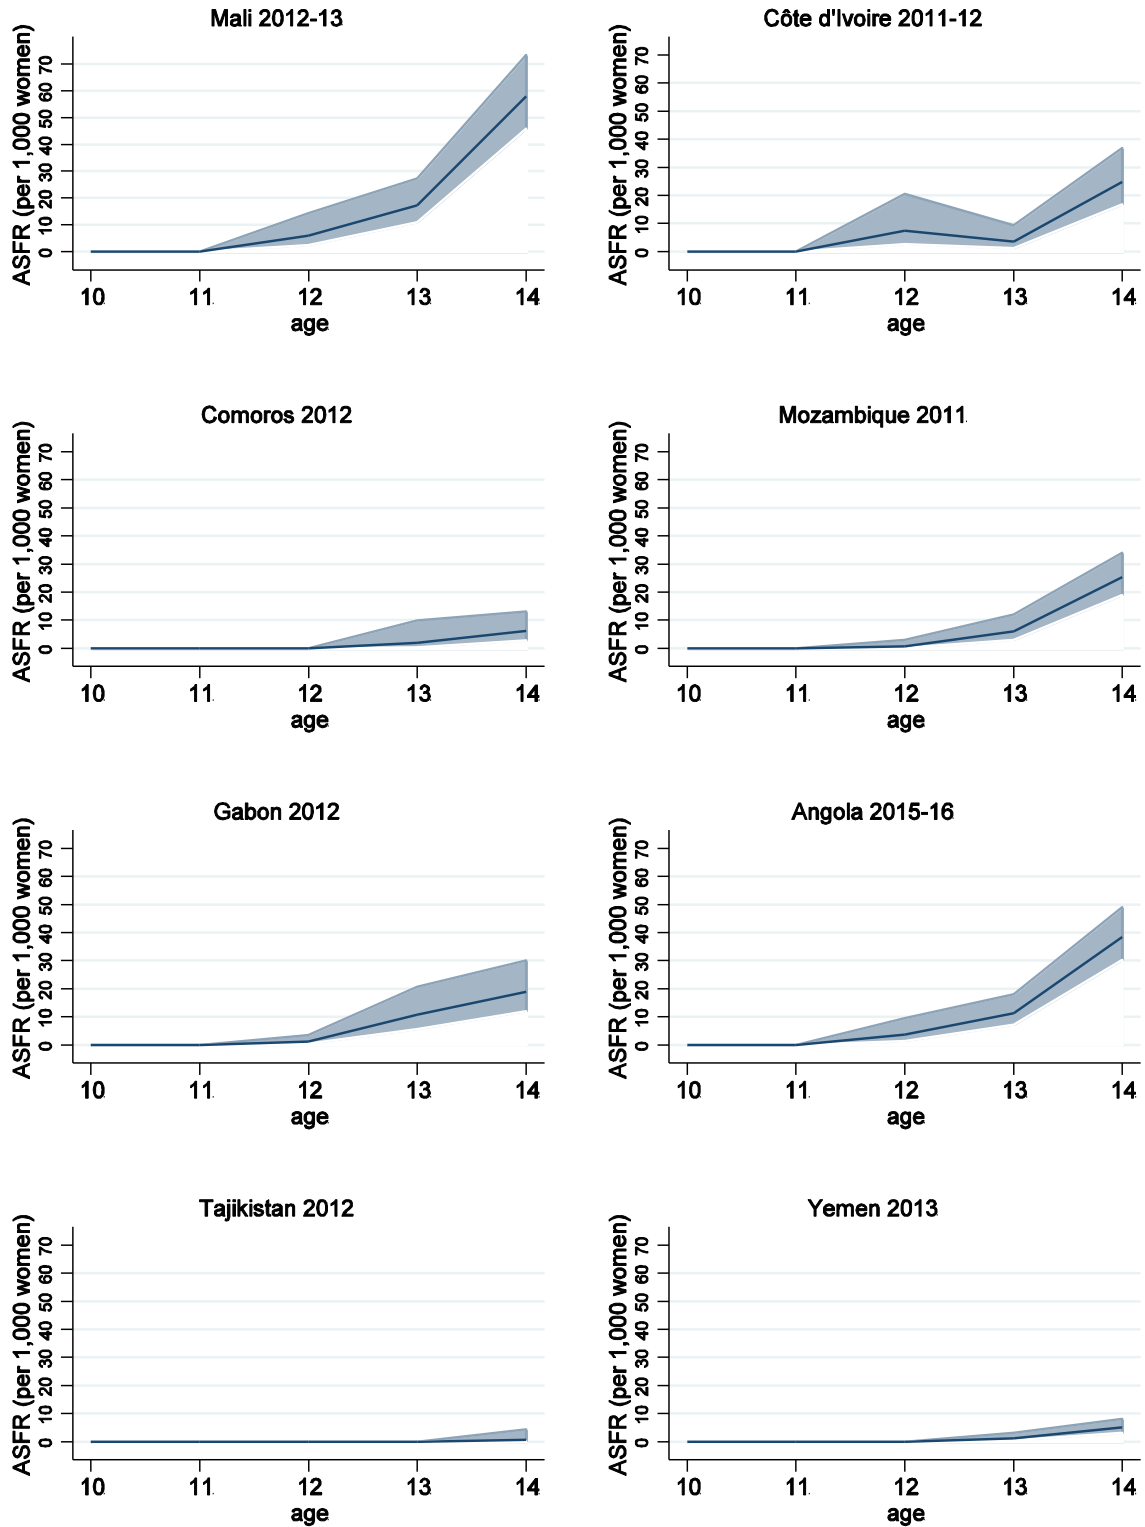 Mali 2012-13
ASFR (per 1,000 women)
70
60
50
40
30
20
10
0
10 11 12 13 14
age
Côte d'Ivoire 2011-12
ASFR (per 1,000 women)
70
60
50
40
30
20
10
0
10 11 12 13 14
age
Comoros 2012
ASFR (per 1,000 women)
70
60
50
40
30
20
10
0
10 11 12 13 14
age
Mozambique 2011
ASFR (per 1,000 women)
70
60
50
40
30
20
10
0
10 11 12 13 14
age
Gabon 2012
ASFR (per 1,000 women)
70
60
50
40
30
20
10
0
10 11 12 13 14
age
Angola 2015-16
ASFR (per 1,000 women)
70
60
50
40
30
20
10
0
10 11 12 13 14
age
Tajikistan 2012
ASFR (per 1,000 women)
70
60
50
40
30
20
10
0
10 11 12 13 14
age
Yemen 2013
ASFR (per 1,000 women)
70
60
50
40
30
20
10
0
10 11 12 13 14
age